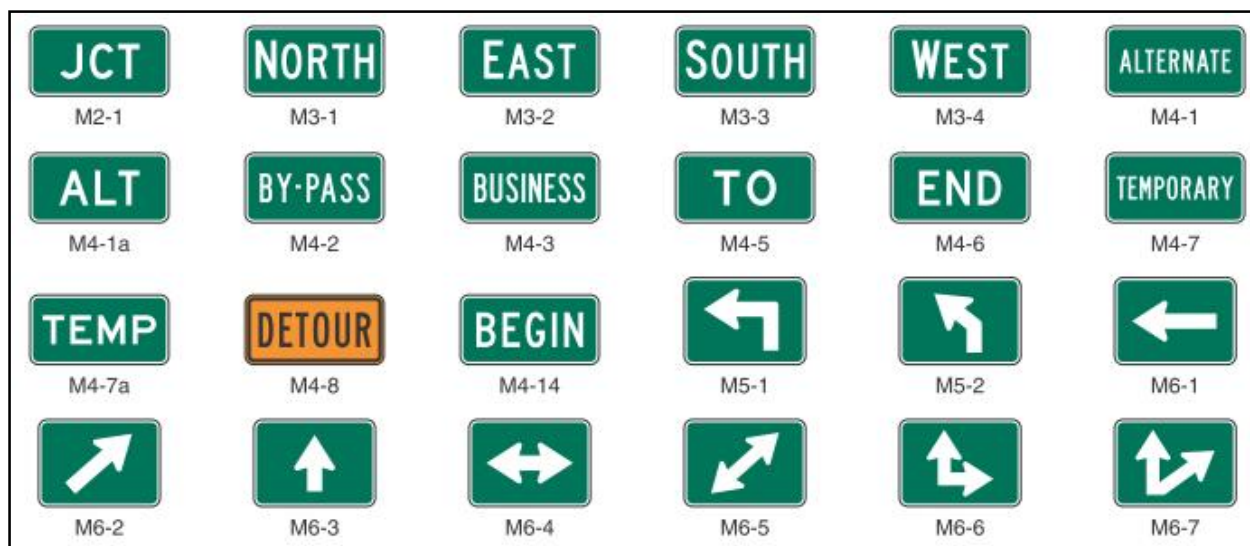 JCT NORTH EAST SOUTH WEST ALTERNATE
M2-1 M3-1 M3-2 M3-3 M3-4 M4-1
ALT BY-PASS BUSINESS TO END TEMPORARY
M4-1a M4-2 M4-3 M4-5 M4-6 M4-7
TEMP DETOUR BEGIN
M4-7a M4-8 M4-14 M5-1 M5-2 M6-1
M6-2 M6-3 M6-4 M6-5 M6-6 M6-7